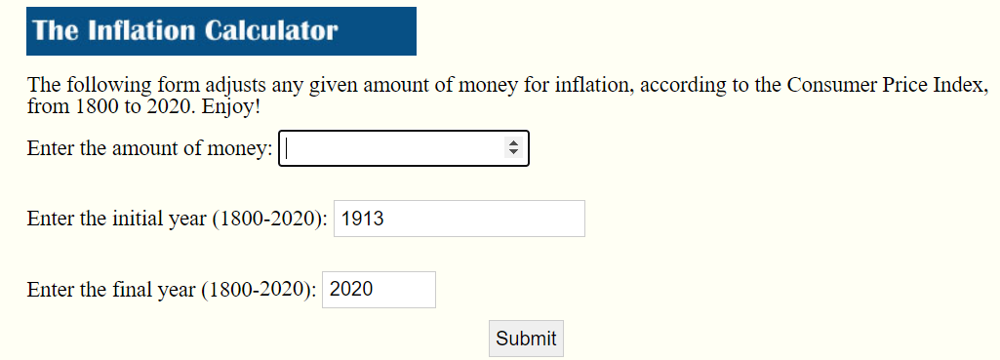 The Inflation Calculator
The following form adjusts any given amount of money for inflation, according to the Consumer Price Index,
from 1800 to 2020. Enjoy!
Enter the amount of money:
Enter the initial year (1800-2020): 1913
Enter the final year (1800-2020): 2020
Submit